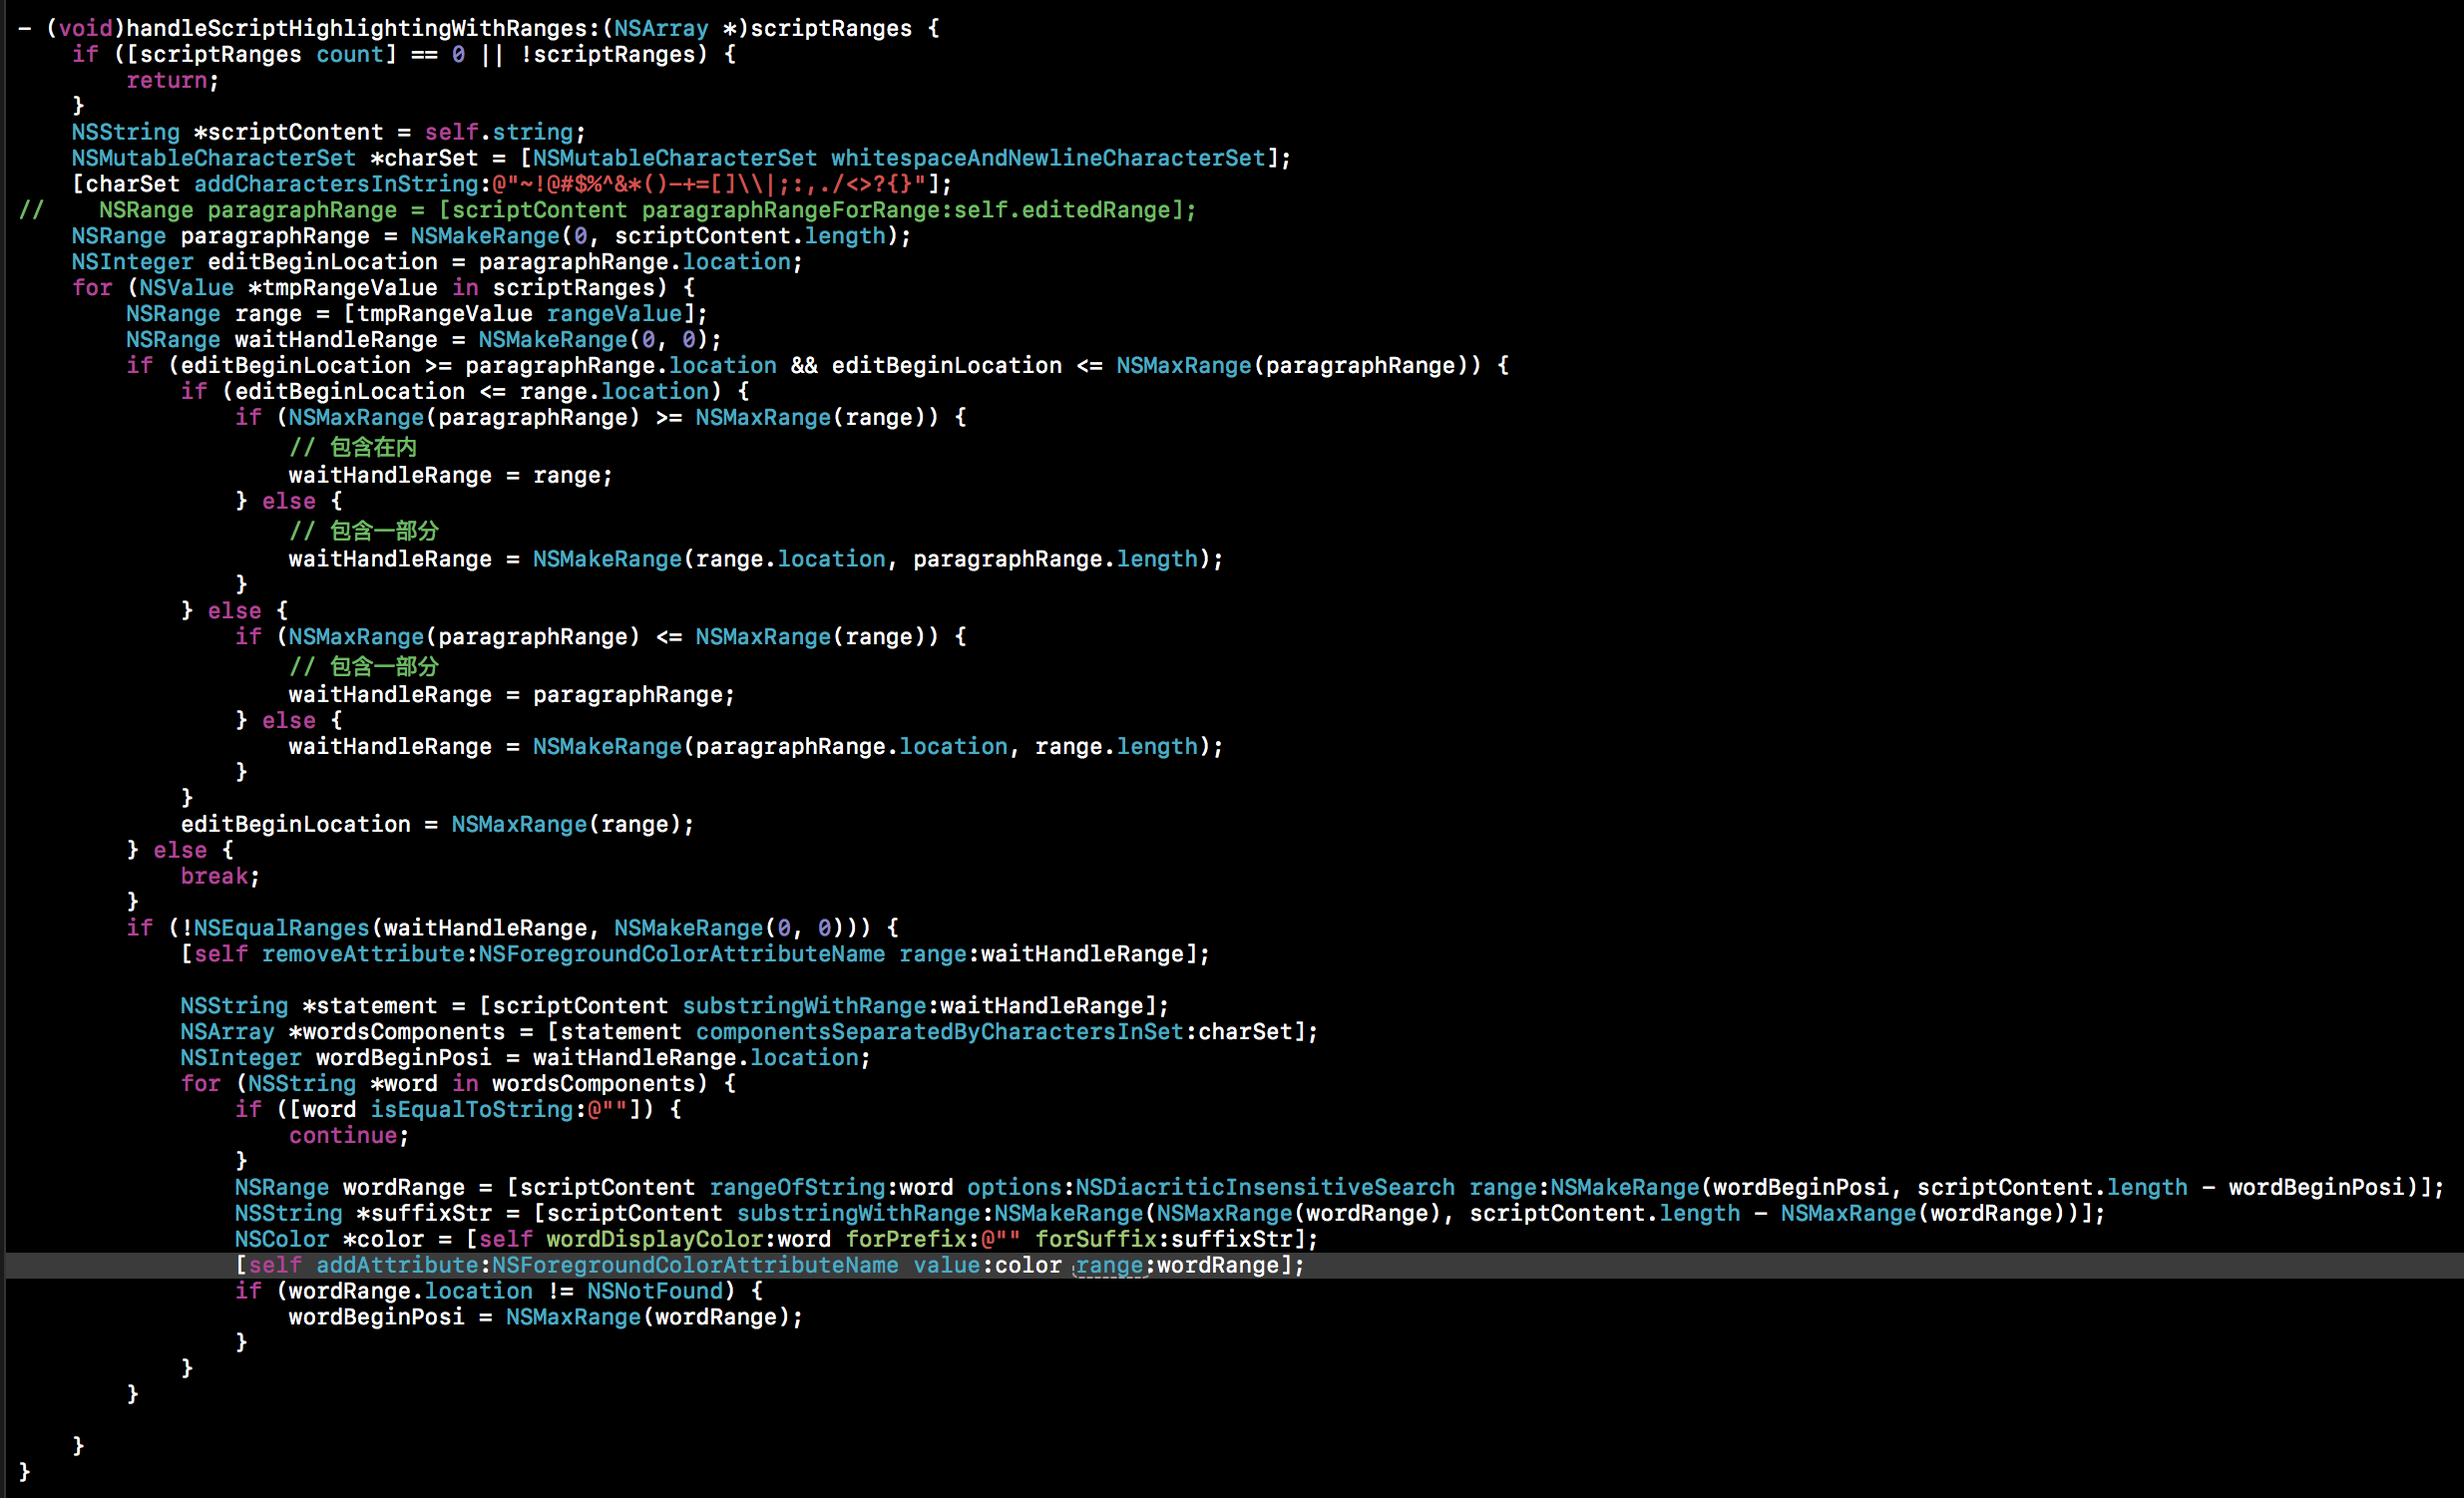 - (void)handleScriptHighlightingWithRanges:(NSArray *)scriptRanges {
    if ([scriptRanges count] == 0 || !scriptRanges) {
        return;
    }
    NSString *scriptContent = self.string;
    NSMutableCharacterSet *charSet = [NSMutableCharacterSet whitespaceAndNewlineCharacterSet];
    [charSet addCharactersInString:@"~!@#$%^&*()-+=[]\\|;:,./<>?{}"];
//    NSRange paragraphRange = [scriptContent paragraphRangeForRange:self.editedRange];
    NSRange paragraphRange = NSMakeRange(0, scriptContent.length);
    NSInteger editBeginLocation = paragraphRange.location;
    for (NSValue *tmpRangeValue in scriptRanges) {
        NSRange range = [tmpRangeValue rangeValue];
        NSRange waitHandleRange = NSMakeRange(0, 0);
        if (editBeginLocation >= paragraphRange.location && editBeginLocation <= NSMaxRange(paragraphRange)) {
            if (editBeginLocation <= range.location) {
                if (NSMaxRange(paragraphRange) >= NSMaxRange(range)) {
                    // 包含在内
                    waitHandleRange = range;
                } else {
                    // 包含一部分
                    waitHandleRange = NSMakeRange(range.location, paragraphRange.length);
                }
            } else {
                if (NSMaxRange(paragraphRange) <= NSMaxRange(range)) {
                    // 包含一部分
                    waitHandleRange = paragraphRange;
                } else {
                    waitHandleRange = NSMakeRange(paragraphRange.location, range.length);
                }
            }
            editBeginLocation = NSMaxRange(range);
        } else {
            break;
        }
        if (!NSEqualRanges(waitHandleRange, NSMakeRange(0, 0))) {
            [self removeAttribute:NSForegroundColorAttributeName range:waitHandleRange];

            NSString *statement = [scriptContent substringWithRange:waitHandleRange];
            NSArray *wordsComponents = [statement componentsSeparatedByCharactersInSet:charSet];
            NSInteger wordBeginPosi = waitHandleRange.location;
            for (NSString *word in wordsComponents) {
                if ([word isEqualToString:@""]) {
                    continue;
                }
                NSRange wordRange = [scriptContent rangeOfString:word options:NSDiacriticInsensitiveSearch range:NSMakeRange(wordBeginPosi, scriptContent.length - wordBeginPosi)];
                NSString *suffixStr = [scriptContent substringWithRange:NSMakeRange(NSMaxRange(wordRange), scriptContent.length - NSMaxRange(wordRange))];
                NSColor *color = [self wordDisplayColor:word forPrefix:@"" forSuffix:suffixStr];
                [self addAttribute:NSForegroundColorAttributeName value:color range:wordRange];
                if (wordRange.location != NSNotFound) {
                    wordBeginPosi = NSMaxRange(wordRange);
                }
            }
        }

    }
}